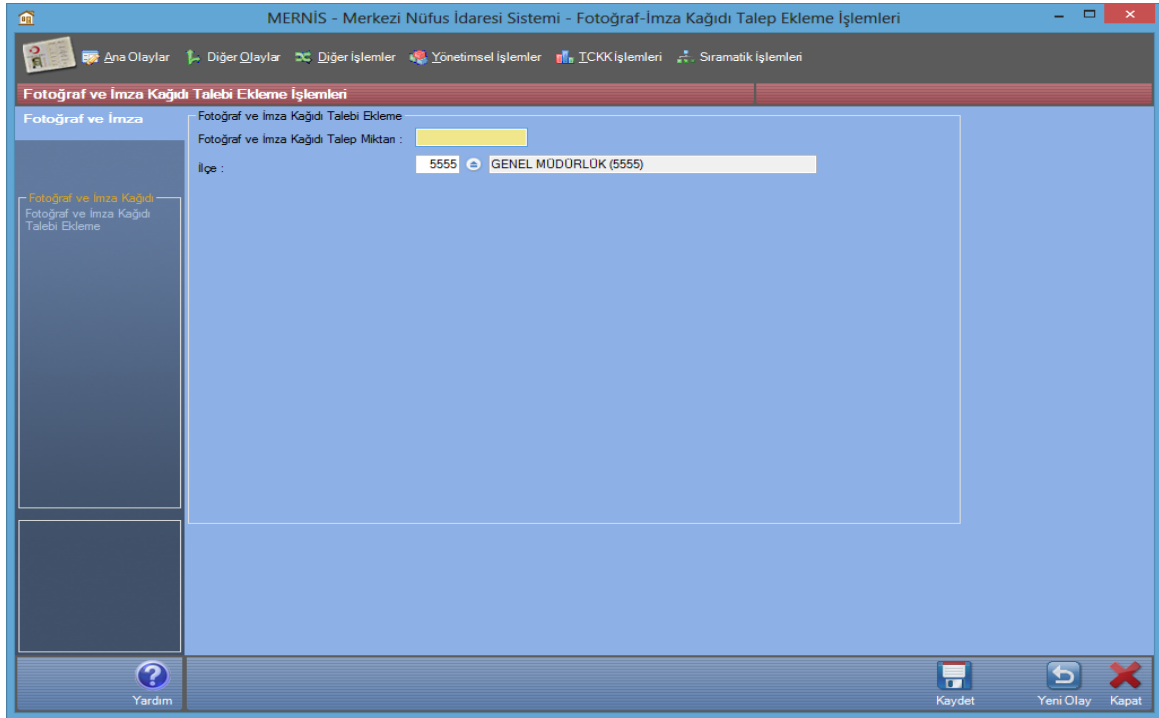 MERNİS - Merkezi Nüfus İdaresi Sistemi - Fotoğraf-İmza Kağıdı Talep Ekleme İşlemleri
Ana Olaylar Diğer Olaylar Diğer İşlemler Yönetimsel İşlemler TCKK İşlemleri Sıramatik İşlemleri
Fotoğraf ve İmza Kağıdı Talebi Ekleme İşlemleri
Fotoğraf ve İmza
Fotoğraf ve İmza Kağıdı
Fotoğraf ve İmza Kağıdı
Talebi Ekleme
Fotoğraf ve İmza Kağıdı Talebi Ekleme
Fotoğraf ve İmza Kağıdı Talep Miktarı :
İlçe : 5555 GENEL MÜDÜRLÜK (5555)
Yardım Kaydet Yeni Olay Kapat